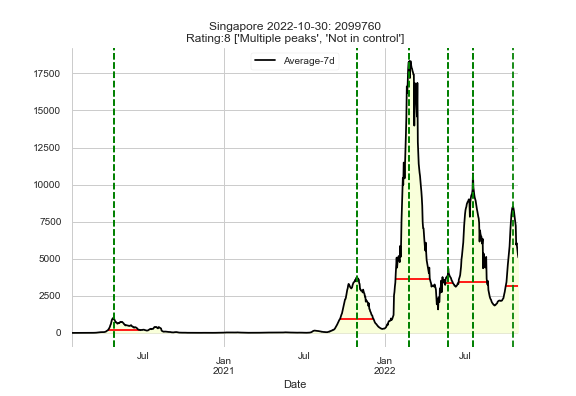 Singapore 2022-10-30: 2099760
Rating:8 ['Multiple peaks', 'Not in control']
Average-7d
17500
15000
12500
10000
7500
5000
2500
0
Jul
Jan
2021
Jul
Jan
2022
Jul
Date